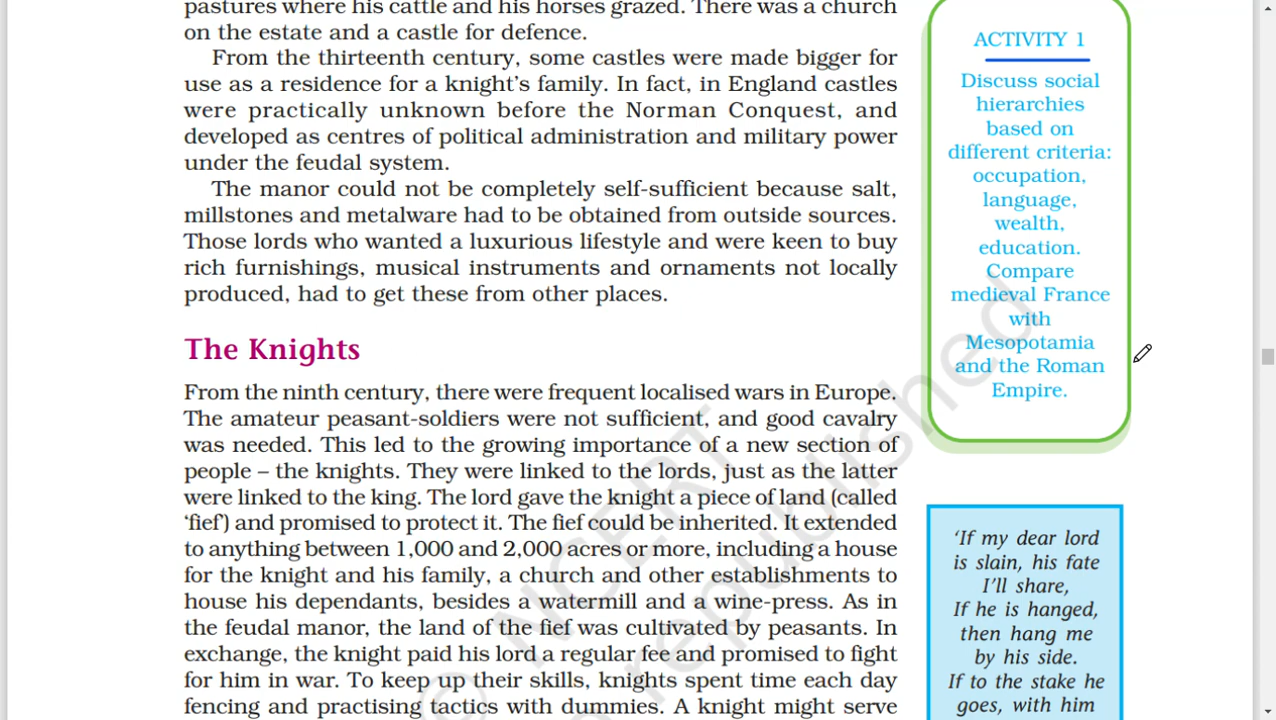 pastures where his cattle and his horses grazed. There was a church
on the estate and a castle for defence.
From the thirteenth century, some castles were made bigger for
use as a residence for a knight's family. In fact, in England castles
were practically unknown before the Norman Conquest, and
developed as centres of political administration and military power
under the feudal system.
The manor could not be completely self-sufficient because salt,
millstones and metalware had to be obtained from outside sources.
Those lords who wanted a luxurious lifestyle and were keen to buy
rich furnishings, musical instruments and ornaments not locally
produced, had to get these from other places.
The Knights
From the ninth century, there were frequent localised wars in Europe.
The amateur peasant-soldiers were not sufficient, and good cavalry
was needed. This led to the growing importance of a new section of
people – the knights. They were linked to the lords, just as the latter
were linked to the king. The lord gave the knight a piece of land (called
‘fief’) and promised to protect it. The fief could be inherited. It extended
to anything between 1,000 and 2,000 acres or more, including a house
for the knight and his family, a church and other establishments to
house his dependants, besides a watermill and a wine-press. As in
the feudal manor, the land of the fief was cultivated by peasants. In
exchange, the knight paid his lord a regular fee and promised to fight
for him in war. To keep up their skills, knights spent time each day
fencing and practising tactics with dummies. A knight might serve
ACTIVITY 1
Discuss social
hierarchies
based on
different criteria:
occupation,
language,
wealth,
education.
Compare
medieval France
with
Mesopotamia
and the Roman
Empire.
‘If my dear lord
is slain, his fate
I’ll share,
If he is hanged,
then hang me
by his side.
If to the stake he
goes, with him
© NCERT
republished